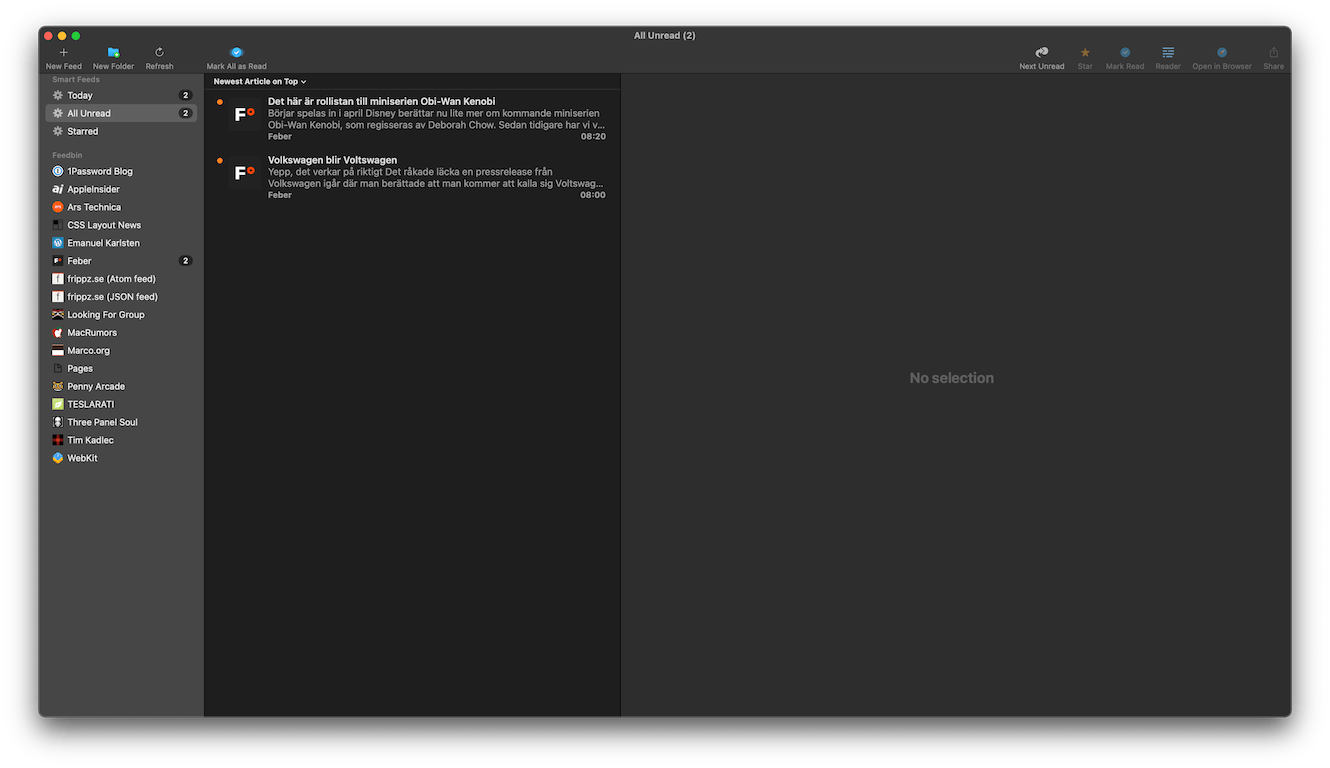 All Unread (2)
New Feed
New Folder
Refresh
Mark All as Read
Next Unread
Star
Mark Read
Reader
Open in Browser
Share
Smart Feeds
Today 2
All Unread 2
Starred
Feedbin
1Password Blog
ai AppleInsider
Ars Technica
CSS Layout News
Emanuel Karlsten
F Feber 2
f frippz.se (Atom feed)
f frippz.se (JSON feed)
Looking For Group
MacRumors
Marco.org
Pages
Penny Arcade
TESLARATI
Three Panel Soul
Tim Kadlec
WebKit
Newest Article on Top
F
Det här är rollistan till miniserien Obi-Wan Kenobi
Börjar spelas in i april Disney berättar nu lite mer om kommande miniserien
Obi-Wan Kenobi, som regisseras av Deborah Chow. Sedan tidigare har vi v...
Feber 08:20
F
Volkswagen blir Voltswagen
Yepp, det verkar på riktigt Det råkade läcka en pressrelease från
Volkswagen igår där man berättade att man kommer att kalla sig Voltswag...
Feber 08:00
No selection